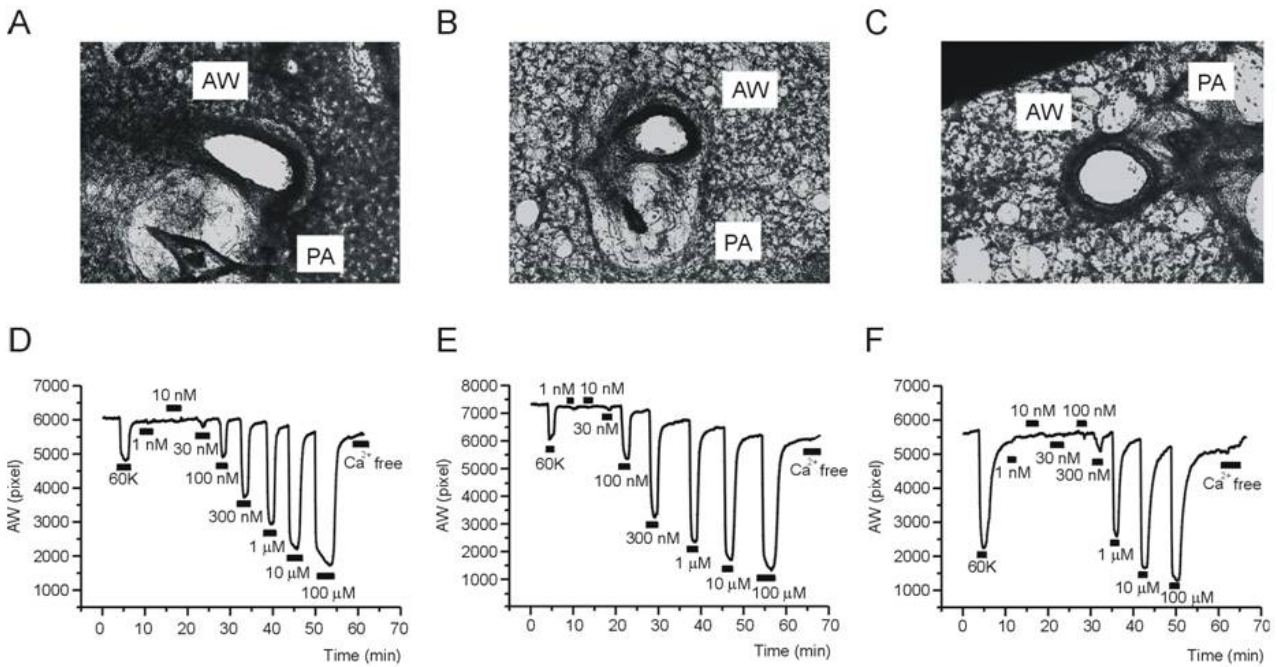 A
B
C
AW
PA
AW
PA
AW
PA
D
7000
6000
5000
4000
3000
2000
1000
AW (pixel)
0 10 20 30 40 50 60 70
Time (min)
60K
1 nM
10 nM
30 nM
100 nM
300 nM
1 μM
10 μM
100 μM
Ca²⁺ free
E
8000
7000
6000
5000
4000
3000
2000
1000
AW (pixel)
0 10 20 30 40 50 60 70
Time (min)
60K
1 nM
10 nM
30 nM
100 nM
300 nM
1 μM
10 μM
100 μM
Ca²⁺ free
F
7000
6000
5000
4000
3000
2000
1000
AW (pixel)
0 10 20 30 40 50 60 70
Time (min)
60K
1 nM
10 nM
30 nM
100 nM
300 nM
1 μM
10 μM
100 μM
Ca²⁺ free